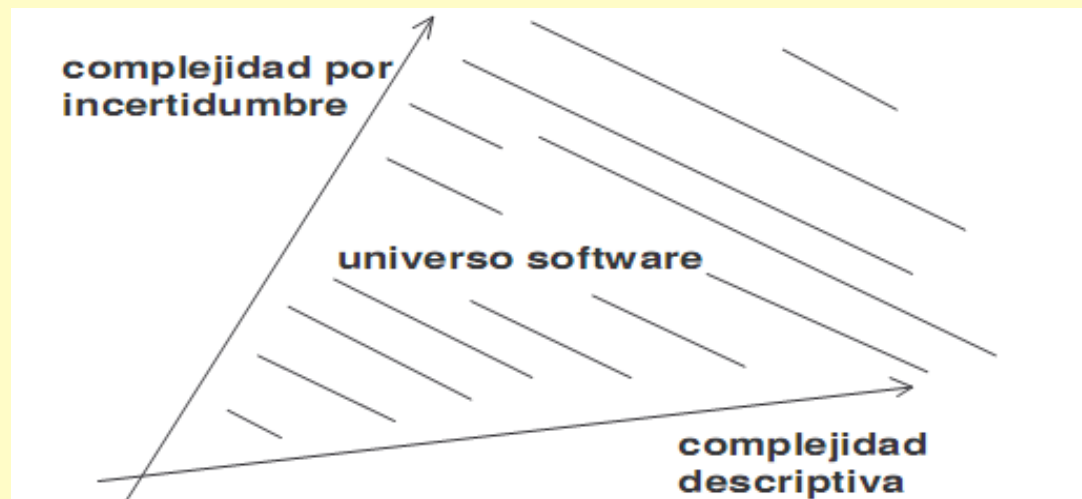 complejidad por
incertidumbre
universo software
complejidad
descriptiva